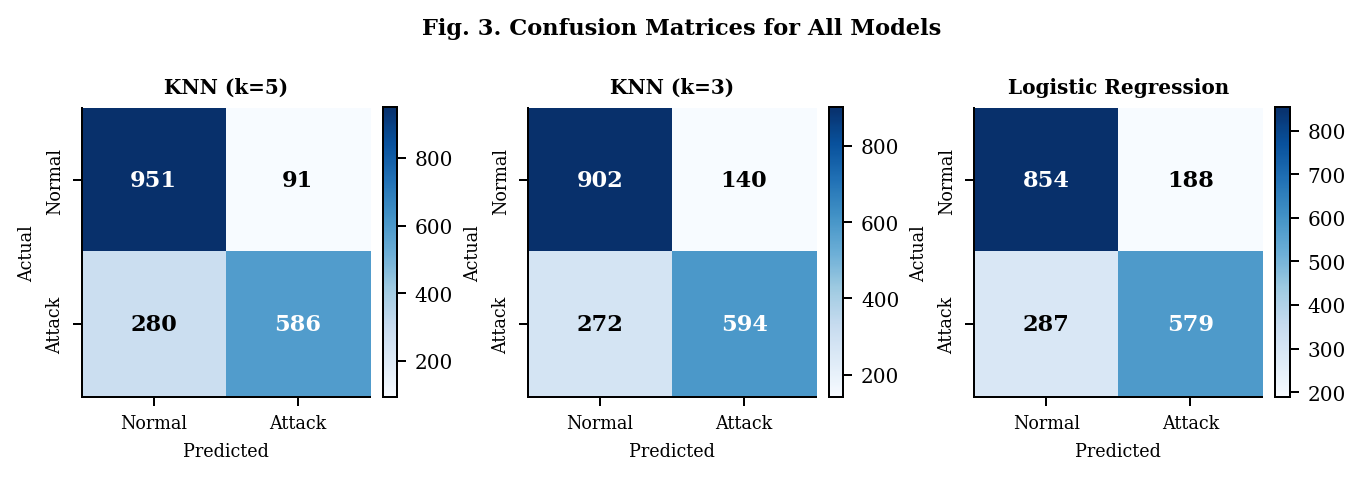 Fig. 3. Confusion Matrices for All Models
KNN (k=5)
Actual
Normal
Attack
951
91
280
586
Normal
Attack
Predicted
800
600
400
200
KNN (k=3)
Actual
Normal
Attack
902
140
272
594
Normal
Attack
Predicted
800
600
400
200
Logistic Regression
Actual
Normal
Attack
854
188
287
579
Normal
Attack
Predicted
800
700
600
500
400
300
200